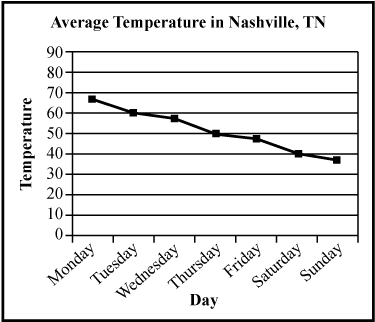 Average Temperature in Nashville, TN
Temperature
90
80
70
60
50
40
30
20
10
0
Monday
Tuesday
Wednesday
Thursday
Friday
Saturday
Sunday
Day